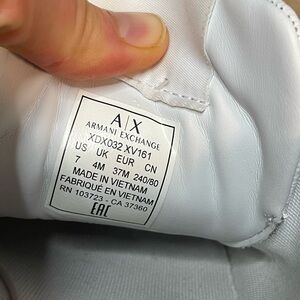 A|X
ARMANI EXCHANGE
XDX032 XV161
US UK EUR CN
7 4M 37M 240/80
MADE IN VIETNAM
FABRIQUÉ EN VIETNAM
RN 103723 - CA 37360
EAC